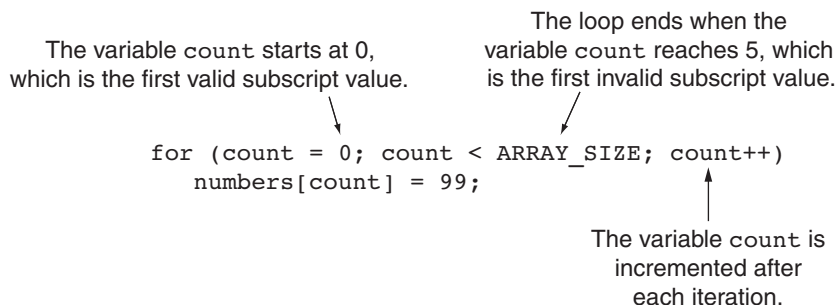 The variable count starts at 0,
which is the first valid subscript value.
The loop ends when the
variable count reaches 5, which
is the first invalid subscript value.
for (count = 0; count < ARRAY_SIZE; count++)
numbers[count] = 99;
The variable count is
incremented after
each iteration.